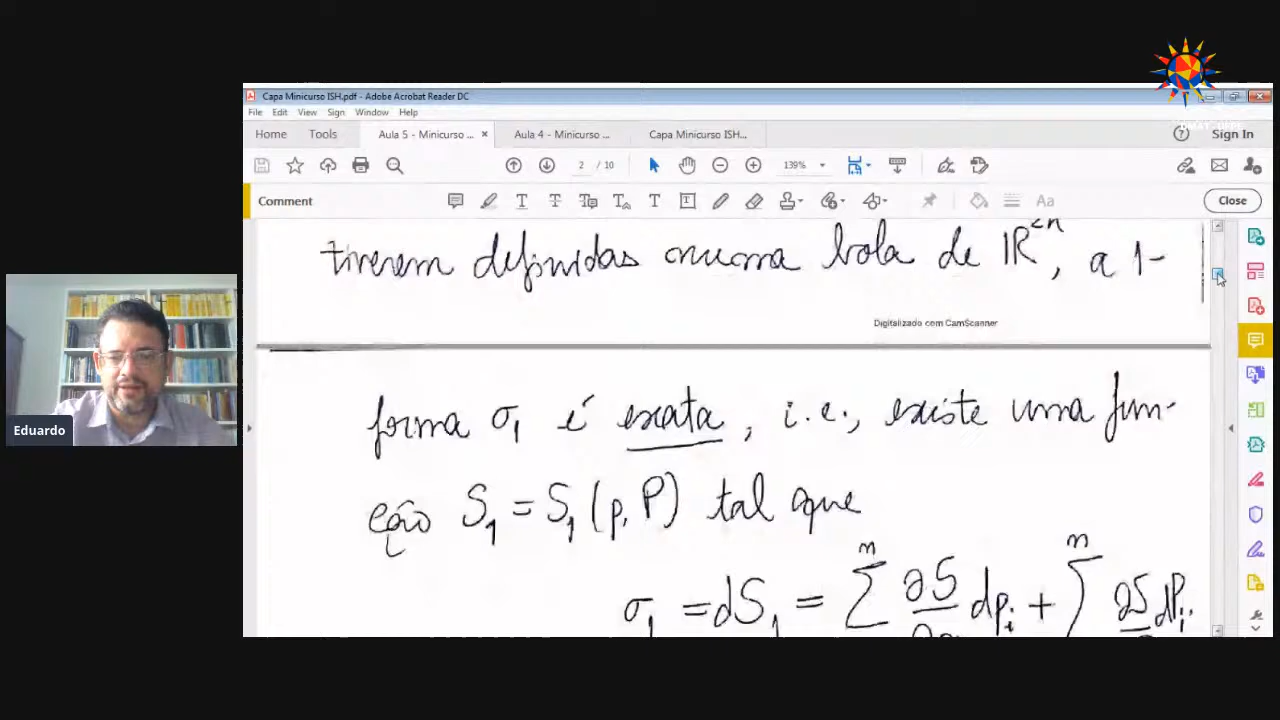 Capa Minicurso ISH.pdf - Adobe Acrobat Reader DC
File Edit View Sign Window Help
Home Tools Aula 5 - Minicurso ... × Aula 4 - Minicurso ... Capa Minicurso ISH... Sign In
2 / 10 139%
Comment Close
tiverem definidas numa bola de ℝ²ⁿ, a 1-
Digitalizado com CamScanner
forma σ₁ é exata, i.e., existe uma fun-
ção S₁ = S₁(p, P) tal que
σ₁ = dS₁ = Σⁿ ∂S dpᵢ + Σⁿ ∂S dPᵢ
Eduardo